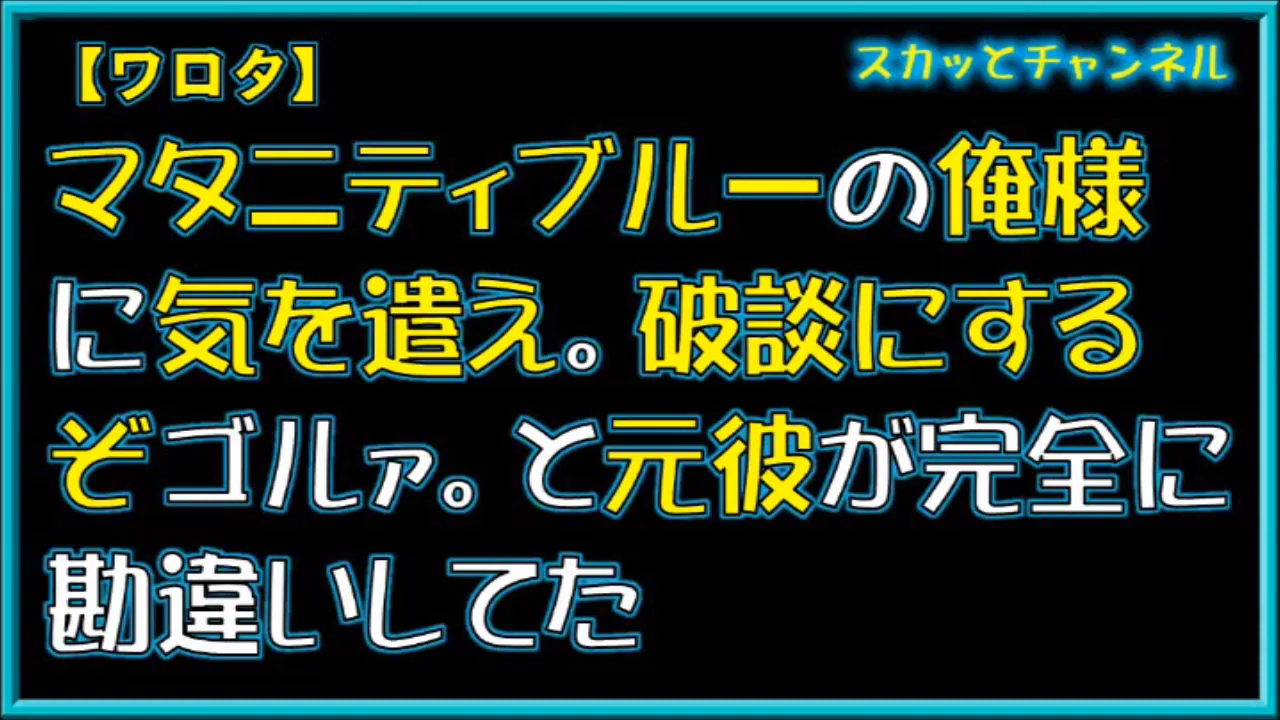 【ワロタ】
スカッとチャンネル
マタニティブルーの俺様
に気を遣え。破談にする
ぞゴルァ。と元彼が完全に
勘違いしてた